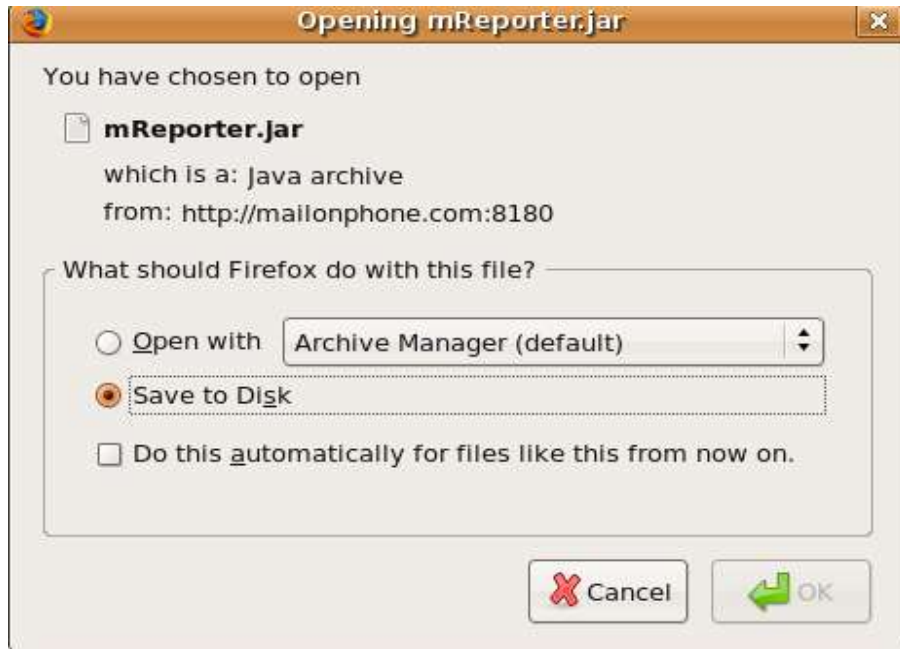 Opening mReporter.jar
You have chosen to open
mReporter.jar
which is a: Java archive
from: http://mailonphone.com:8180
What should Firefox do with this file?
Open with Archive Manager (default)
Save to Disk
Do this automatically for files like this from now on.
Cancel OK